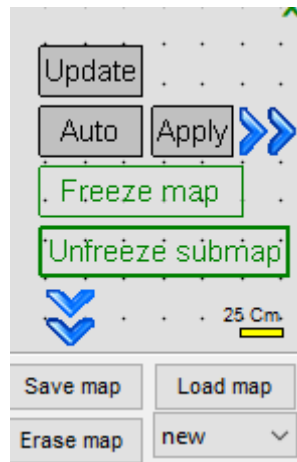 Update
Auto Apply
Freeze map
Unfreeze submap
25 Cm.
Save map Load map
Erase map new